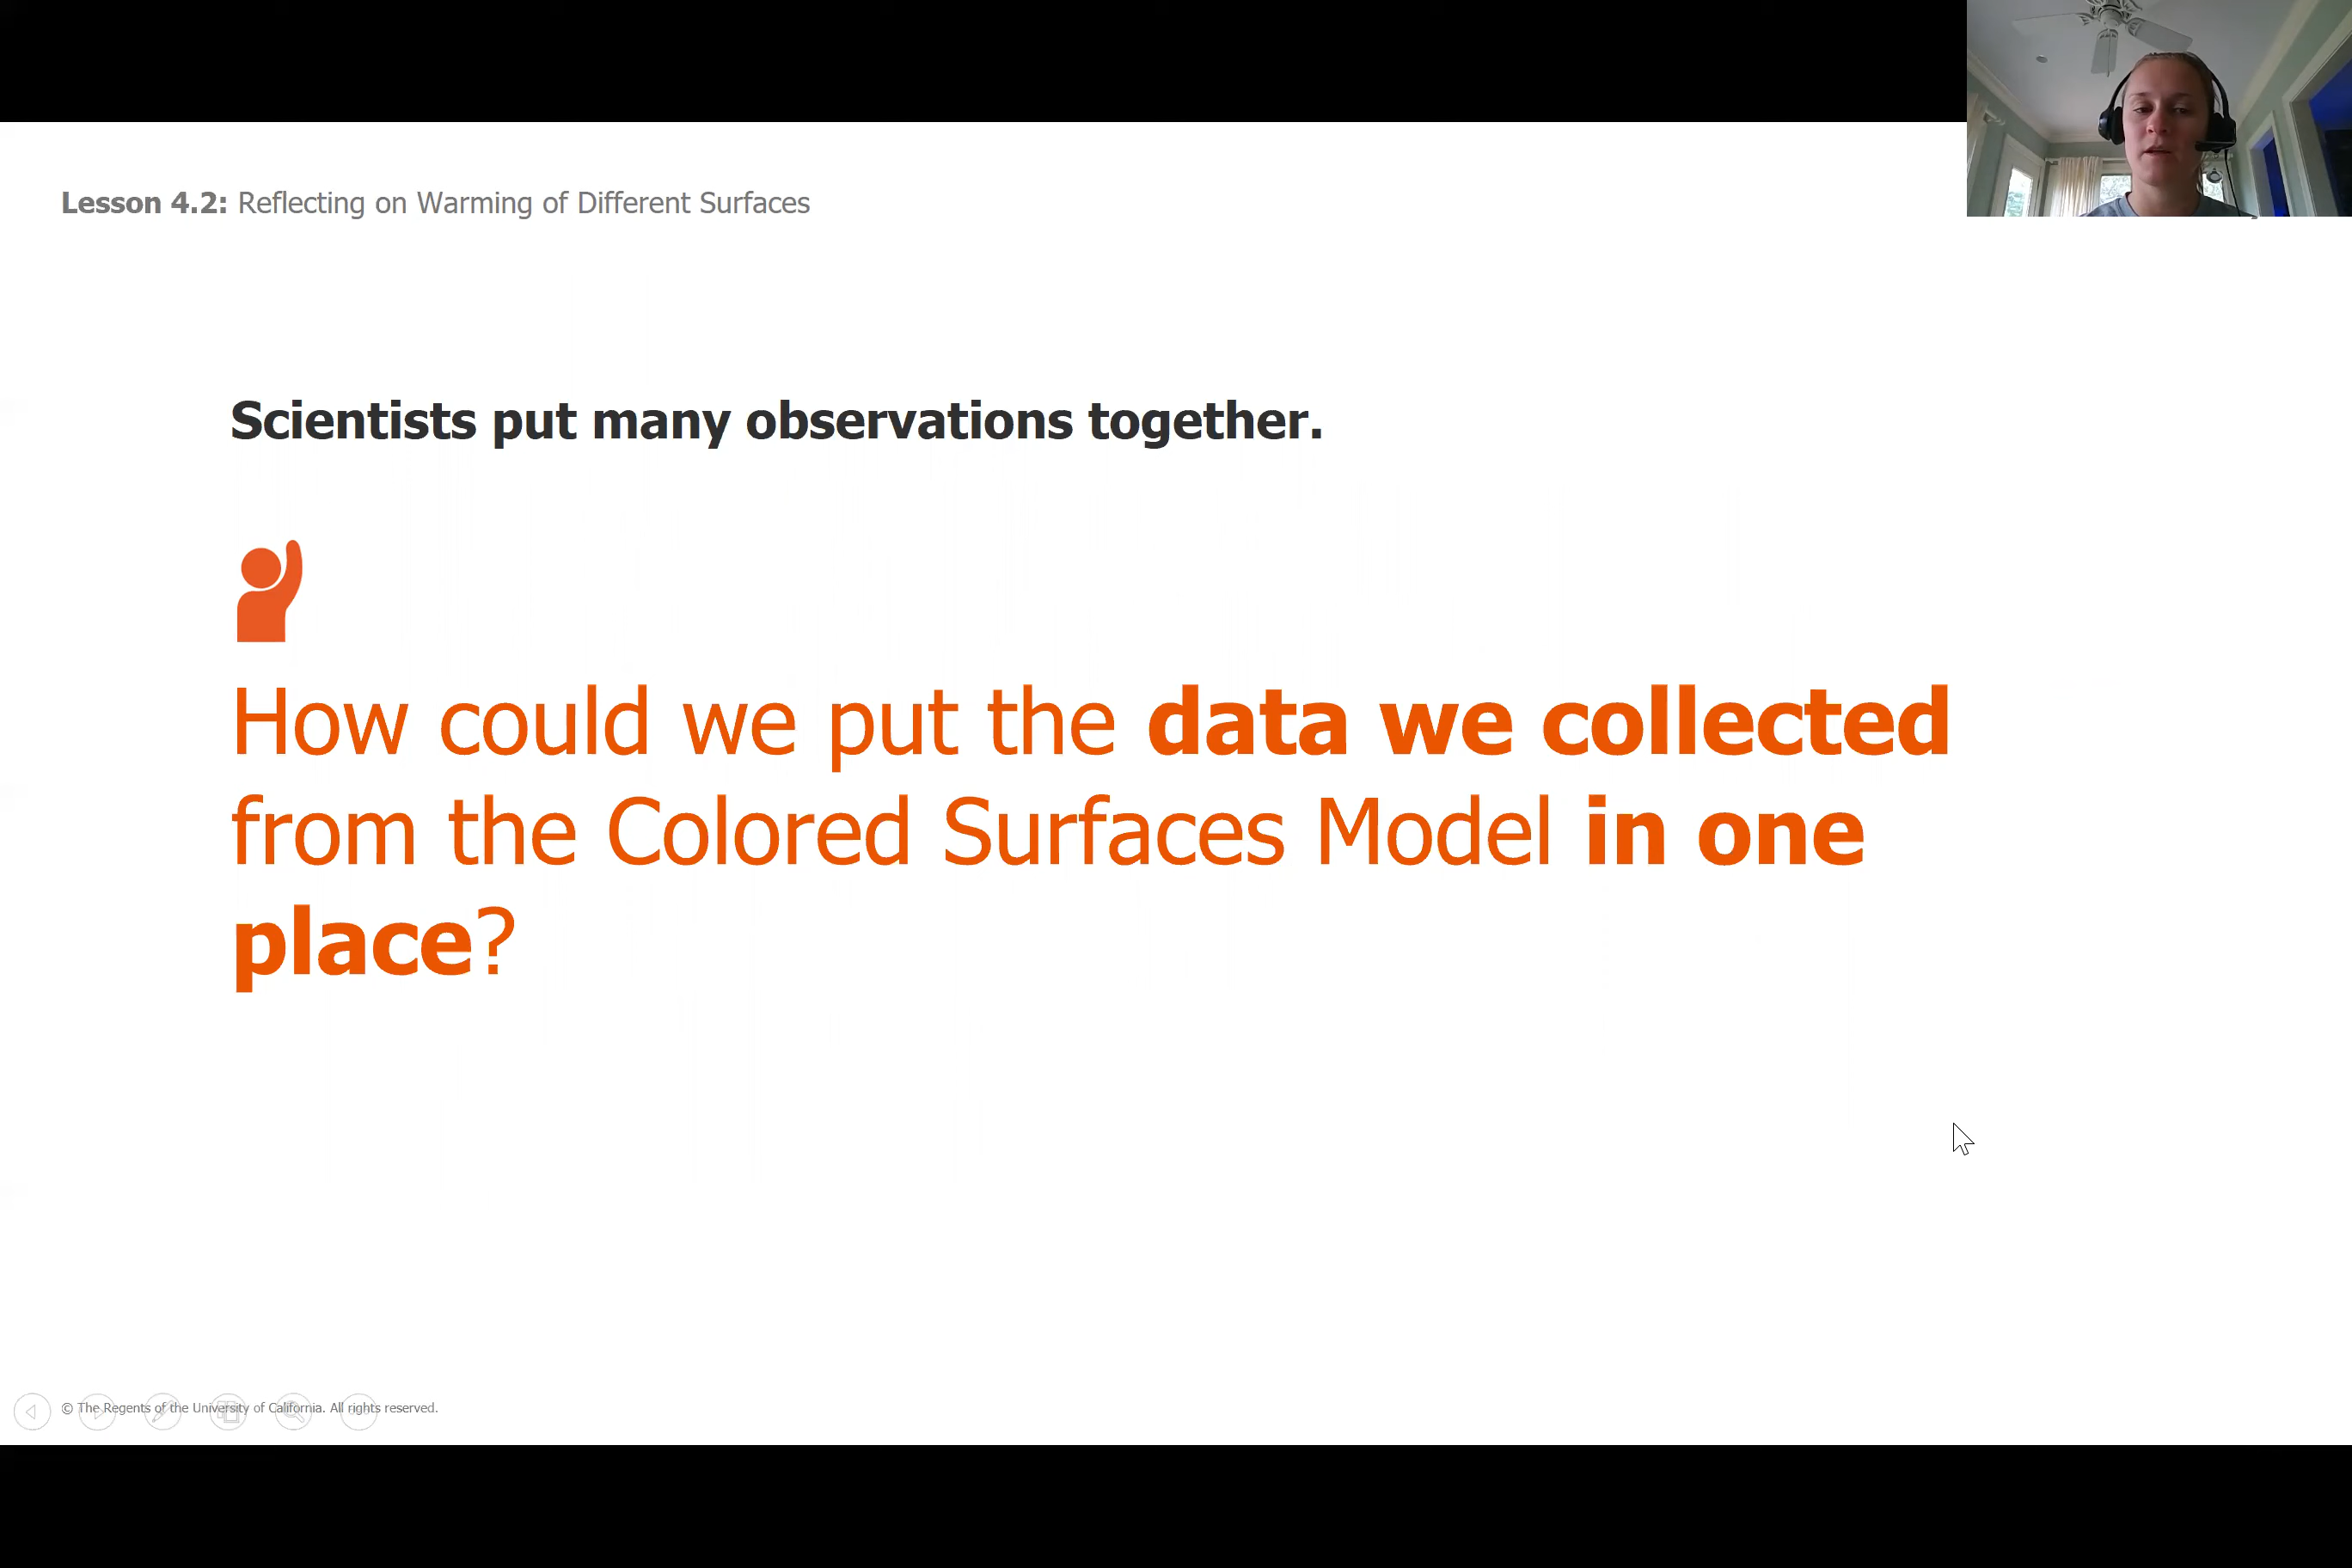 Lesson 4.2: Reflecting on Warming of Different Surfaces
Scientists put many observations together.
How could we put the data we collected
from the Colored Surfaces Model in one
place?
© The Regents of the University of California. All rights reserved.